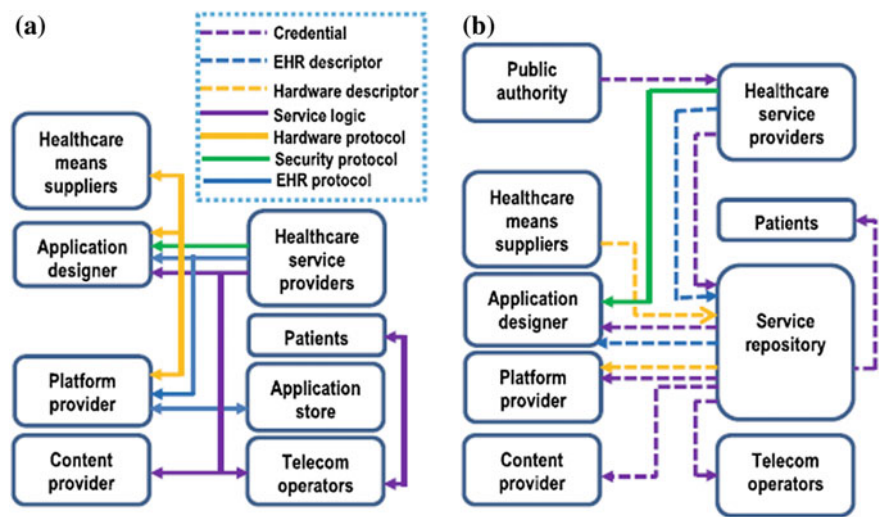 (a)
Credential
EHR descriptor
Hardware descriptor
Service logic
Hardware protocol
Security protocol
EHR protocol
Healthcare
means
suppliers
Application
designer
Healthcare
service
providers
Patients
Platform
provider
Application
store
Content
provider
Telecom
operators
(b)
Public
authority
Healthcare
service
providers
Healthcare
means
suppliers
Patients
Application
designer
Service
repository
Platform
provider
Content
provider
Telecom
operators